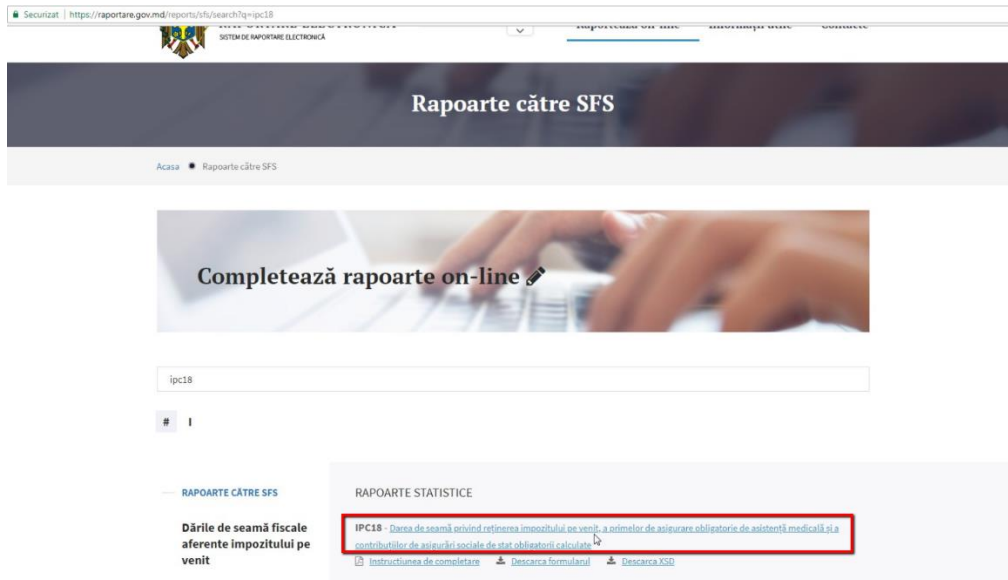 Securizat | https://raportare.gov.md/reports/sfs/search?q=ipc18
SISTEM DE RAPORTARE ELECTRONICĂ
Rapoarte către SFS
Acasa Rapoarte către SFS
Completează rapoarte on-line
ipc18
# I
RAPOARTE CĂTRE SFS
Dările de seamă fiscale
aferente impozitului pe
venit
RAPOARTE STATISTICE
IPC18 - Darea de seamă privind reținerea impozitului pe venit, a primelor de asigurare obligatorie de asistență medicală și a
contribuțiilor de asigurări sociale de stat obligatorii calculate
Instructiunea de completare Descarca formularul Descarca XSD